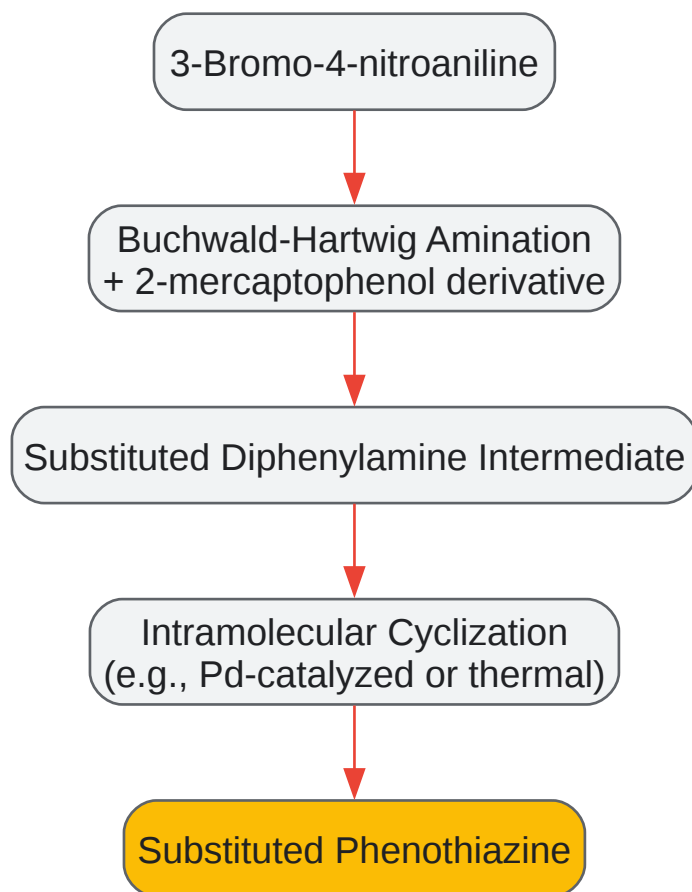 3-Bromo-4-nitroaniline
Buchwald-Hartwig Amination
+ 2-mercaptophenol derivative
Substituted Diphenylamine Intermediate
Intramolecular Cyclization
(e.g., Pd-catalyzed or thermal)
Substituted Phenothiazine